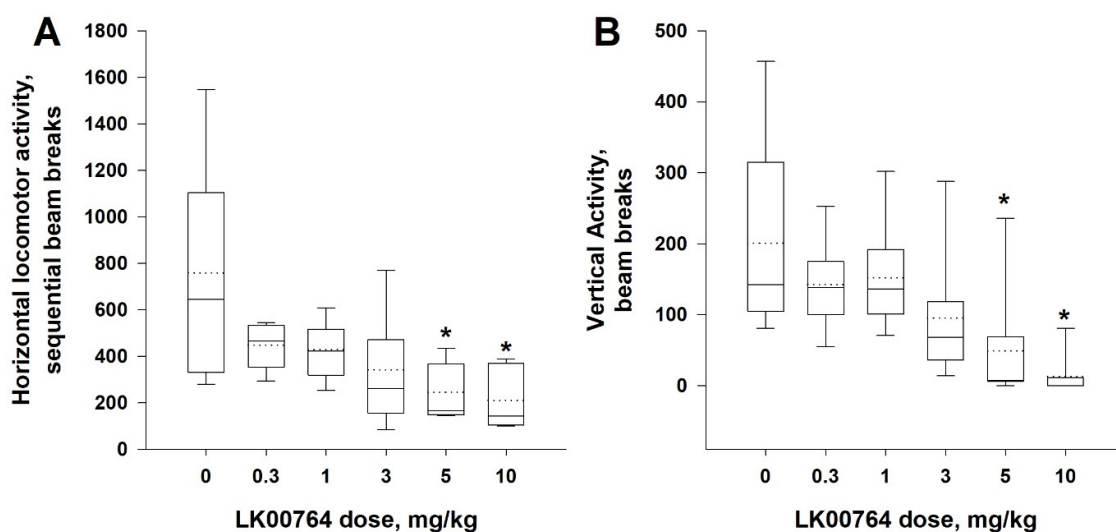 A
Horizontal locomotor activity,
sequential beam breaks
1800
1600
1400
1200
1000
800
600
400
200
0
* *
0 0.3 1 3 5 10
LK00764 dose, mg/kg
B
Vertical Activity,
beam breaks
500
400
300
200
100
0
*
*
0 0.3 1 3 5 10
LK00764 dose, mg/kg